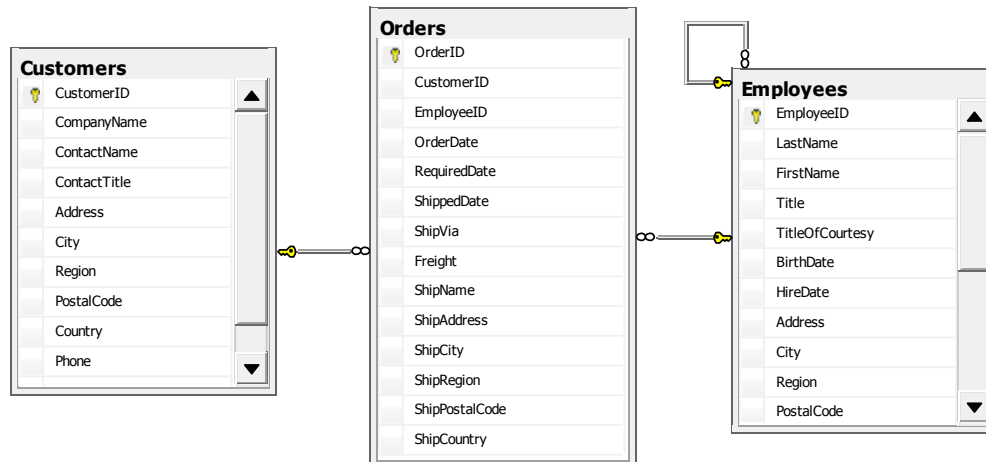 Customers
CustomerID
CompanyName
ContactName
ContactTitle
Address
City
Region
PostalCode
Country
Phone
Orders
OrderID
CustomerID
EmployeeID
OrderDate
RequiredDate
ShippedDate
ShipVia
Freight
ShipName
ShipAddress
ShipCity
ShipRegion
ShipPostalCode
ShipCountry
Employees
EmployeeID
LastName
FirstName
Title
TitleOfCourtesy
BirthDate
HireDate
Address
City
Region
PostalCode